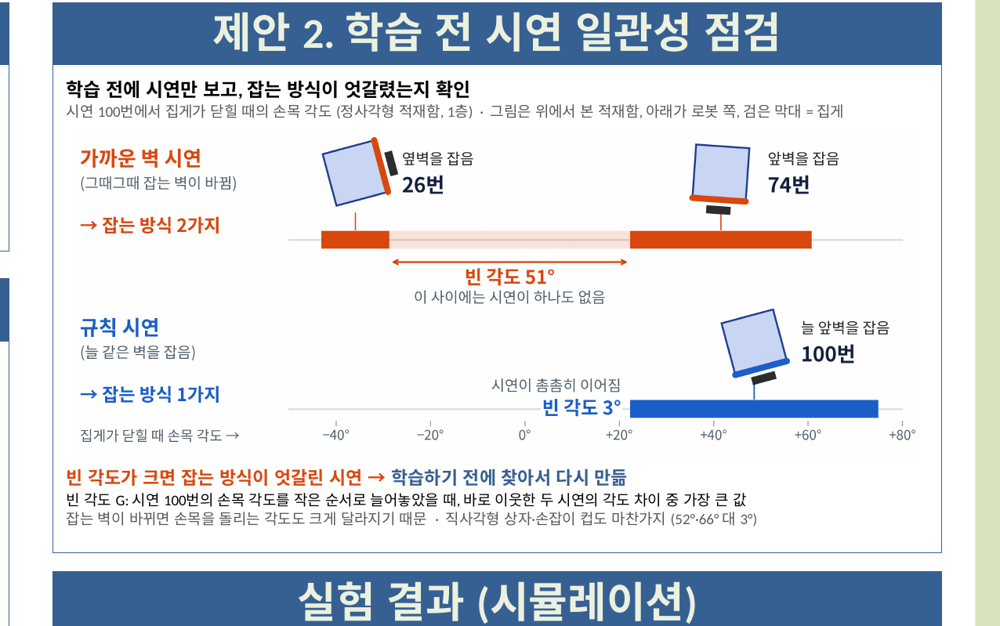 제안 2. 학습 전 시연 일관성 점검
학습 전에 시연만 보고, 잡는 방식이 엇갈렸는지 확인
시연 100번에서 집게가 닫힐 때의 손목 각도 (정사각형 적재함, 1층) · 그림은 위에서 본 적재함, 아래가 로봇 쪽, 검은 막대 = 집게
가까운 벽 시연
(그때그때 잡는 벽이 바뀜)
→ 잡는 방식 2가지
옆벽을 잡음
26번
앞벽을 잡음
74번
빈 각도 51°
이 사이에는 시연이 하나도 없음
규칙 시연
(늘 같은 벽을 잡음)
→ 잡는 방식 1가지
늘 앞벽을 잡음
100번
시연이 촘촘히 이어짐
빈 각도 3°
집게가 닫힐 때 손목 각도 →
−40° −20° 0° +20° +40° +60° +80°
빈 각도가 크면 잡는 방식이 엇갈린 시연 → 학습하기 전에 찾아서 다시 만듦
빈 각도 G: 시연 100번의 손목 각도를 작은 순서로 늘어놓았을 때, 바로 이웃한 두 시연의 각도 차이 중 가장 큰 값
잡는 벽이 바뀌면 손목을 돌리는 각도도 크게 달라지기 때문 · 직사각형 상자·손잡이 컵도 마찬가지 (52°·66° 대 3°)
실험 결과 (시뮬레이션)